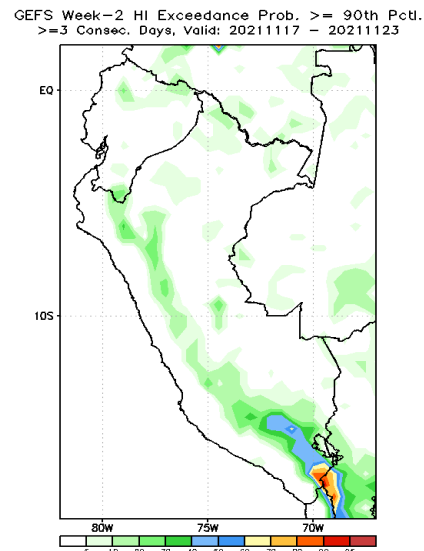 GEFS Week-2 HI Exceedance Prob. >= 90th Pctl.
>=3 Consec. Days, Valid: 20211117 - 20211123
EQ
10S
80W 75W 70W